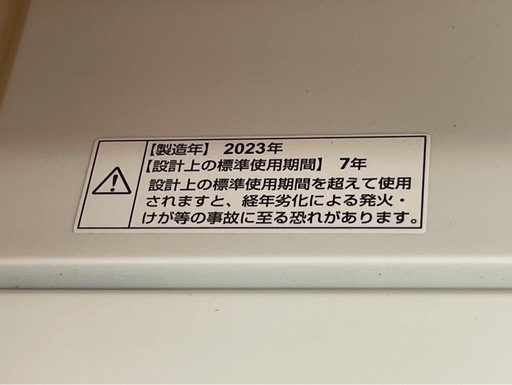 【製造年】 2023年
【設計上の標準使用期間】 7年
設計上の標準使用期間を超えて使用
されますと、経年劣化による発火・
けが等の事故に至る恐れがあります。